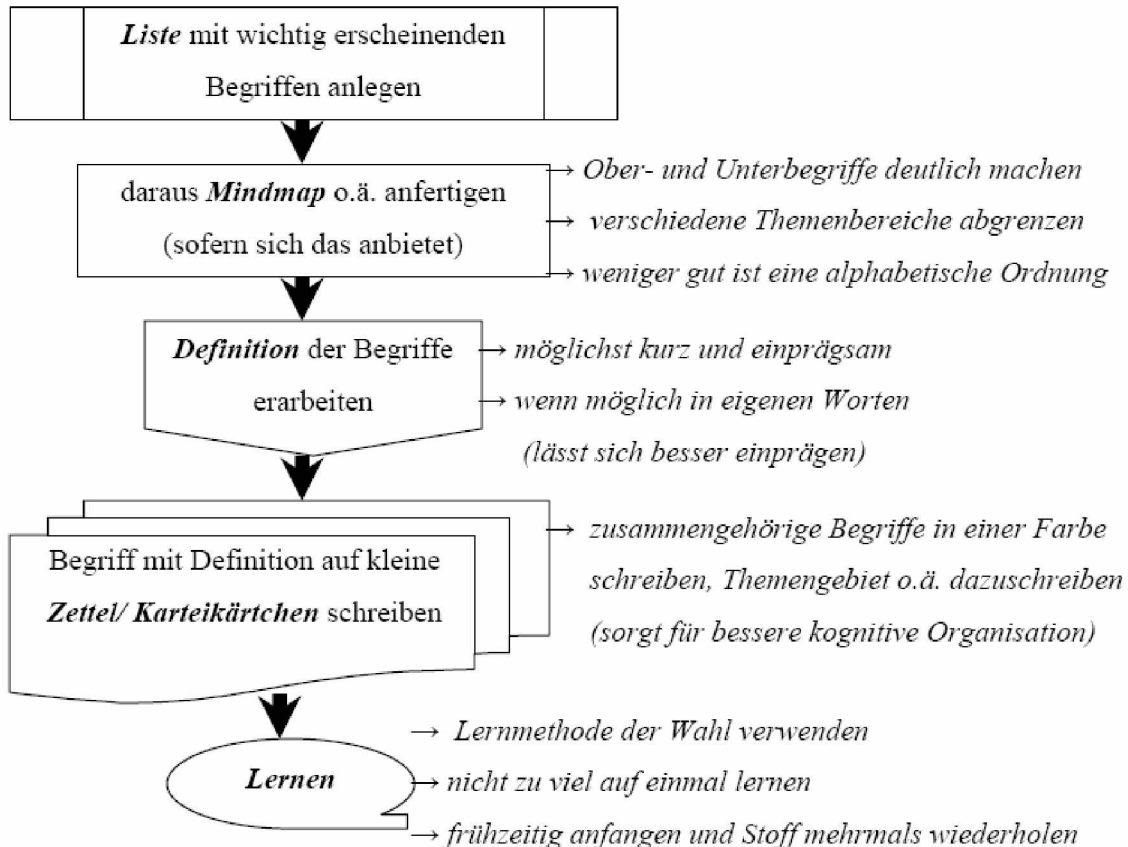 Liste mit wichtig erscheinenden
Begriffen anlegen
daraus Mindmap o.ä. anfertigen
(sofern sich das anbietet)
→ Ober- und Unterbegriffe deutlich machen
→ verschiedene Themenbereiche abgrenzen
→ weniger gut ist eine alphabetische Ordnung
Definition der Begriffe
erarbeiten
→ möglichst kurz und einprägsam
→ wenn möglich in eigenen Worten
(lässt sich besser einprägen)
Begriff mit Definition auf kleine
Zettel/ Karteikärtchen schreiben
→ zusammengehörige Begriffe in einer Farbe
schreiben, Themengebiet o.ä. dazuschreiben
(sorgt für bessere kognitive Organisation)
Lernen
→ Lernmethode der Wahl verwenden
→ nicht zu viel auf einmal lernen
→ frühzeitig anfangen und Stoff mehrmals wiederholen